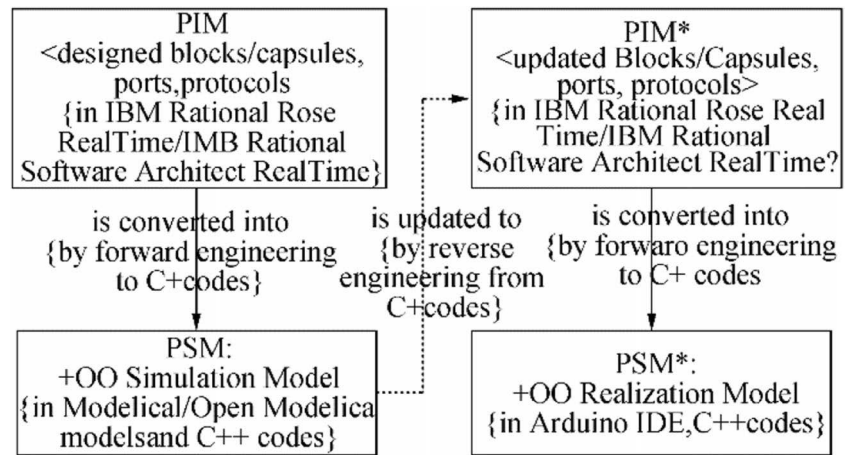 PIM
<designed blocks/capsules,
ports,protocols
{in IBM Rational Rose
RealTime/IMB Rational
Software Architect RealTime}
is converted into
{by forward engineering
to C+codes}
PSM:
+OO Simulation Model
{in Modelical/Open Modelica
modelsand C++ codes}
is updated to
{by reverse
engineering from
C+codes}
PIM*
<updated Blocks/Capsules,
ports, protocols>
{in IBM Rational Rose Real
Time/IBM Rational
Software Architect RealTime?
is converted into
{by forwaro engineering
to C+ codes
PSM*:
+OO Realization Model
{in Arduino IDE,C++codes}